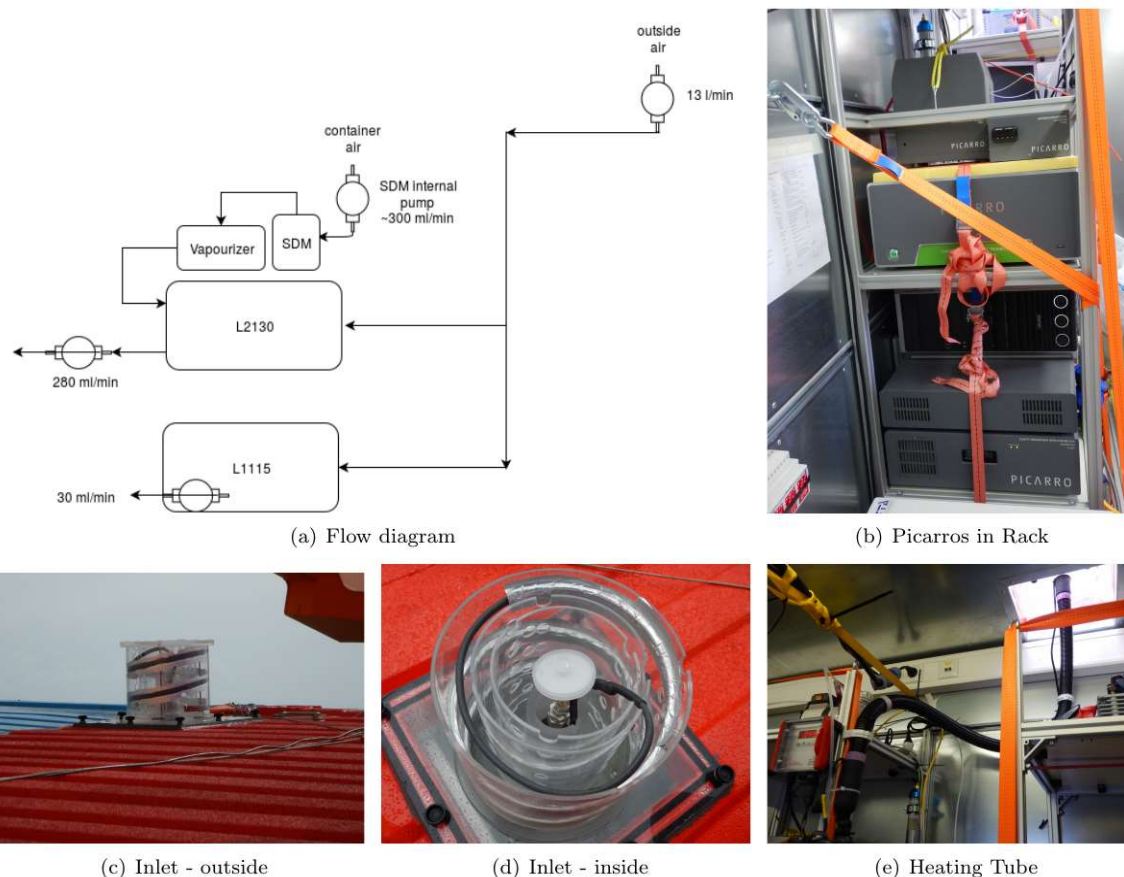 outside
air
13 l/min
container
air
SDM internal
pump
~300 ml/min
Vapourizer
SDM
L2130
280 ml/min
L1115
30 ml/min
(a) Flow diagram
PICARRO
PICARRO
PICARRO
PICARRO
(b) Picarros in Rack
(c) Inlet - outside
(d) Inlet - inside
(e) Heating Tube